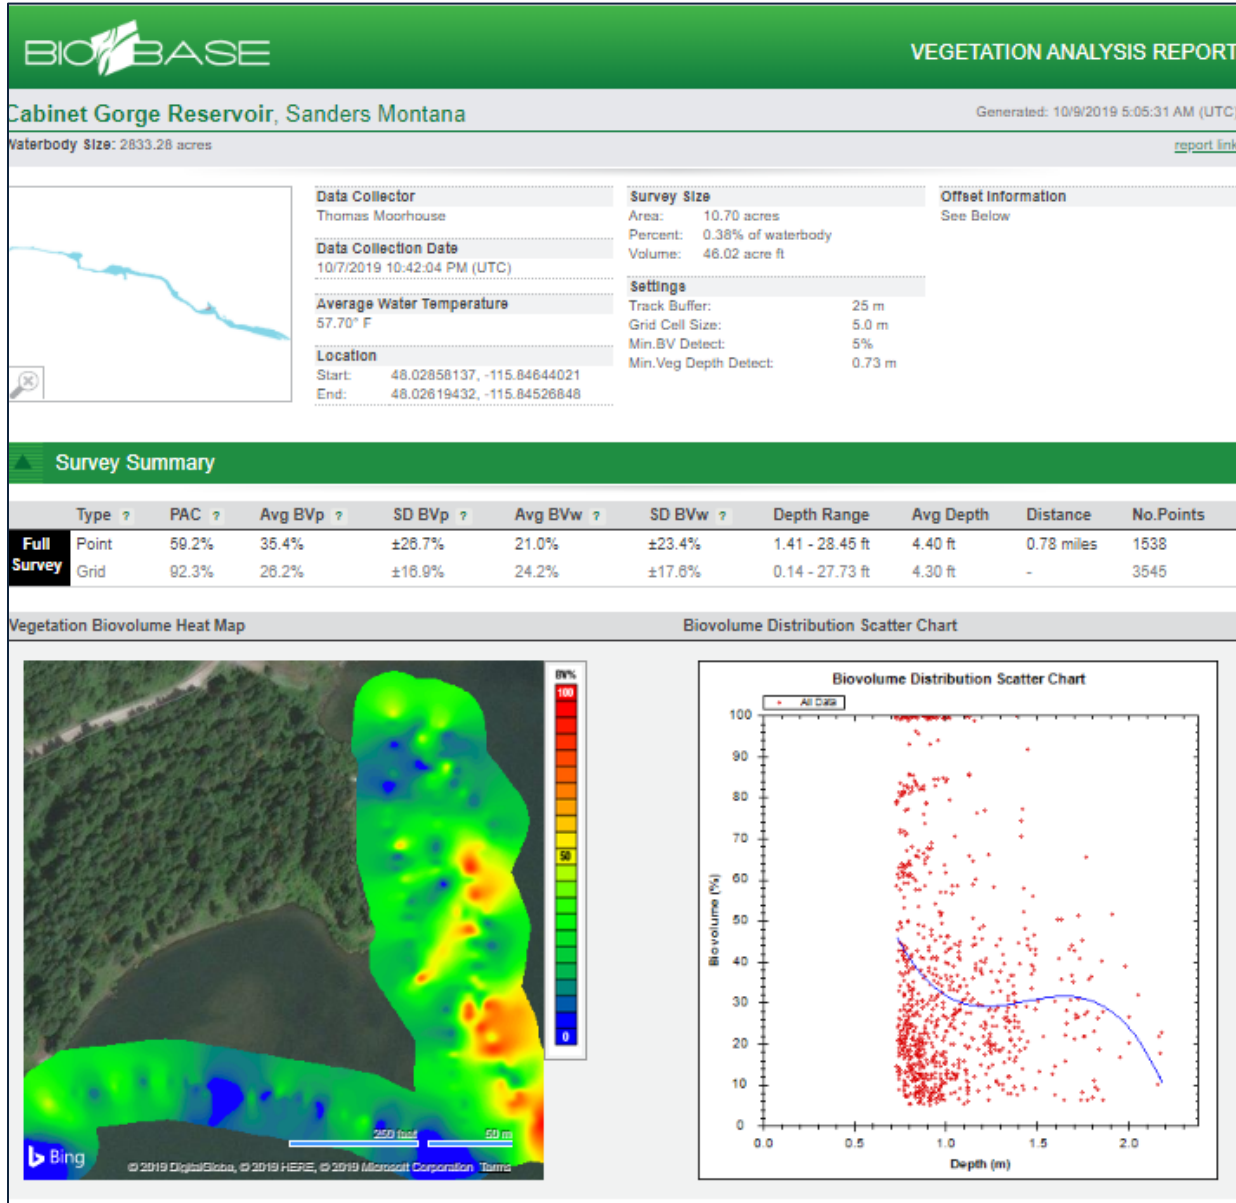 BIOBASE
VEGETATION ANALYSIS REPORT
Cabinet Gorge Reservoir, Sanders Montana
Generated: 10/9/2019 5:05:31 AM (UTC)
Waterbody Size: 2833.28 acres
report link
Data Collector
Thomas Moorhouse
Data Collection Date
10/7/2019 10:42:04 PM (UTC)
Average Water Temperature
57.70° F
Location
Start: 48.02858137, -115.84644021
End: 48.02619432, -115.84526848
Survey Size
Area: 10.70 acres
Percent: 0.38% of waterbody
Volume: 46.02 acre ft
Settings
Track Buffer: 25 m
Grid Cell Size: 5.0 m
Min.BV Detect: 5%
Min.Veg Depth Detect: 0.73 m
Offset Information
See Below
Survey Summary
Type ? PAC ? Avg BVp ? SD BVp ? Avg BVw ? SD BVw ? Depth Range Avg Depth Distance No.Points
Full Survey
Point 59.2% 35.4% ±26.7% 21.0% ±23.4% 1.41 - 28.45 ft 4.40 ft 0.78 miles 1538
Grid 92.3% 26.2% ±16.9% 24.2% ±17.6% 0.14 - 27.73 ft 4.30 ft - 3545
Vegetation Biovolume Heat Map
Biovolume Distribution Scatter Chart
BV%
100
50
0
250 feet 50 m
Bing
© 2019 DigitalGlobe, © 2019 HERE, © 2019 Microsoft Corporation Terms
Biovolume Distribution Scatter Chart
All Data
100
90
80
70
60
50
40
30
20
10
0
Biovolume (%)
0.0 0.5 1.0 1.5 2.0
Depth (m)